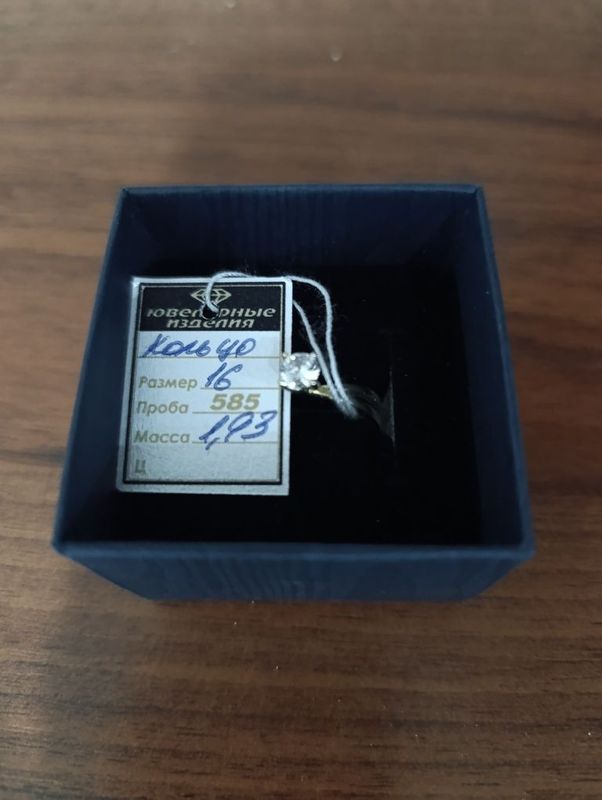 Ювелирные
изделия
Кольцо
Размер 16
Проба 585
Масса 1,93
Ц